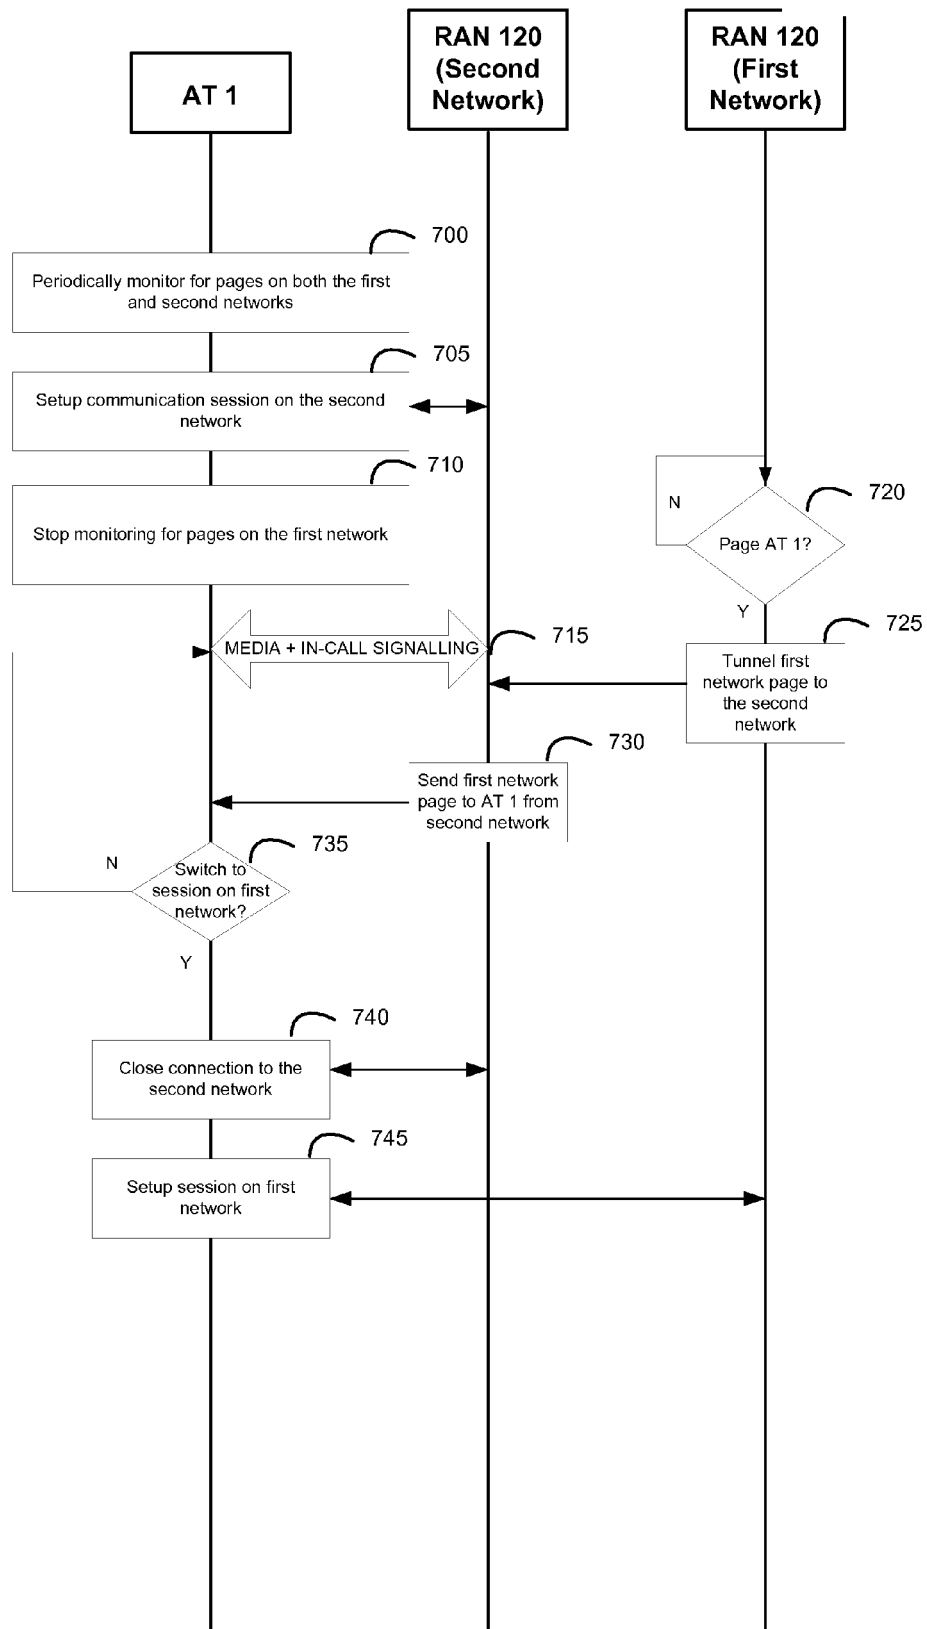 RAN 120
(Second
Network)
RAN 120
(First
Network)
AT 1
700
Periodically monitor for pages on both the first
and second networks
705
Setup communication session on the second
network
710
Stop monitoring for pages on the first network
720
N
Page AT 1?
Y
715
MEDIA + IN-CALL SIGNALLING
725
Tunnel first
network page to
the second
network
730
Send first network
page to AT 1 from
second network
735
N
Switch to
session on first
network?
Y
740
Close connection to the
second network
745
Setup session on first
network